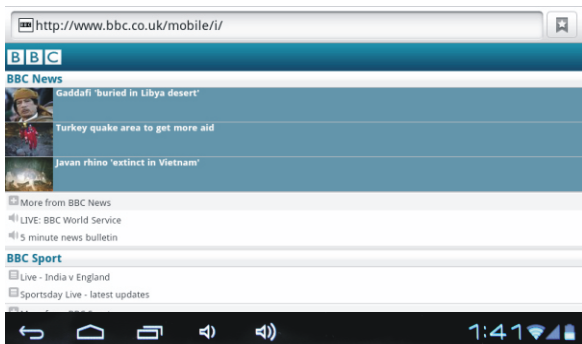 http://www.bbc.co.uk/mobile/i/
BBC
BBC News
Gaddafi 'buried in Libya desert'
Turkey quake area to get more aid
Javan rhino 'extinct in Vietnam'
More from BBC News
LIVE: BBC World Service
5 minute news bulletin
BBC Sport
Live - India v England
Sportsday Live - latest updates
1:41